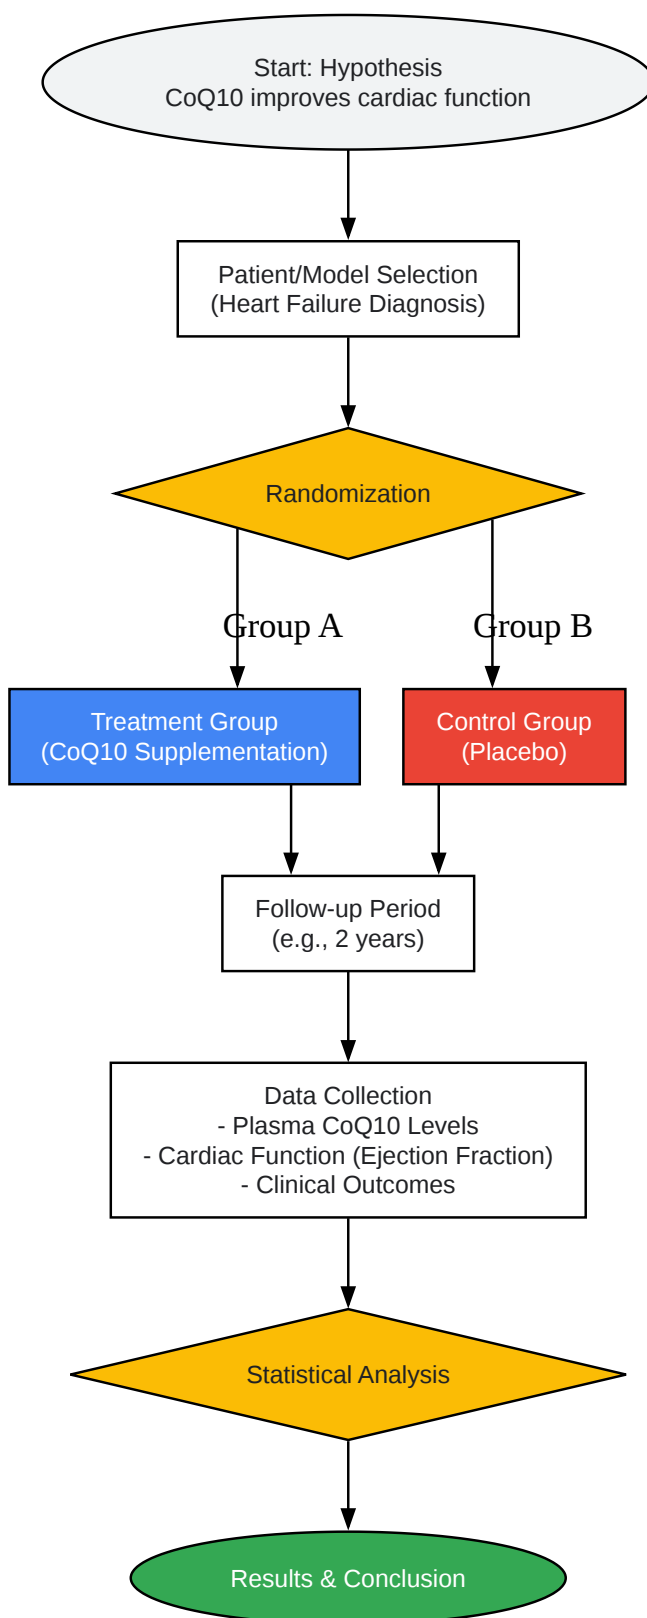 Start: Hypothesis
CoQ10 improves cardiac function
Patient/Model Selection
(Heart Failure Diagnosis)
Randomization
Group A
Group B
Treatment Group
(CoQ10 Supplementation)
Control Group
(Placebo)
Follow-up Period
(e.g., 2 years)
Data Collection
- Plasma CoQ10 Levels
- Cardiac Function (Ejection Fraction)
- Clinical Outcomes
Statistical Analysis
Results & Conclusion